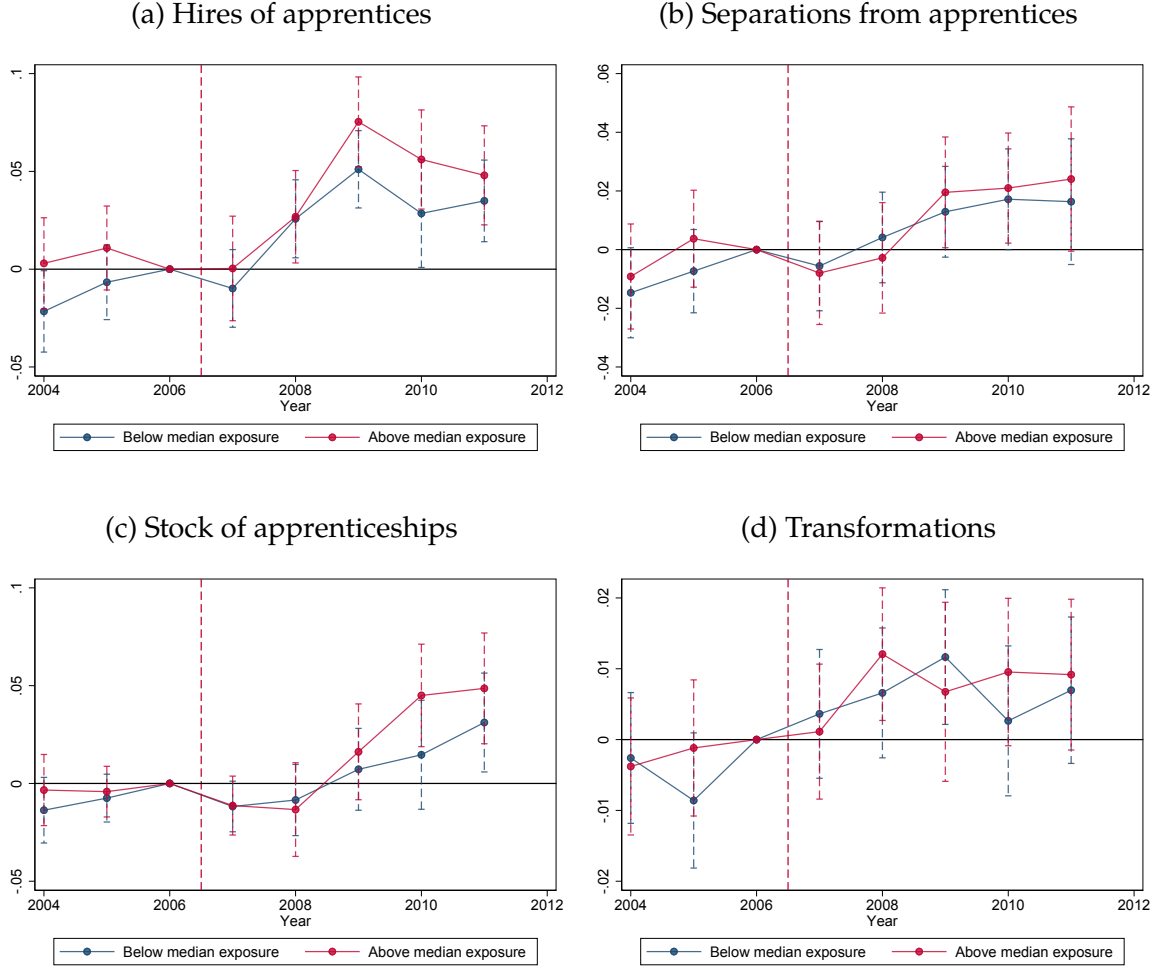 (a) Hires of apprentices
.1
.05
0
-.05
2004 2006 2008 2010 2012
Year
Below median exposure Above median exposure
(b) Separations from apprentices
.06
.04
.02
0
-.02
-.04
2004 2006 2008 2010 2012
Year
Below median exposure Above median exposure
(c) Stock of apprenticeships
.1
.05
0
-.05
2004 2006 2008 2010 2012
Year
Below median exposure Above median exposure
(d) Transformations
.02
.01
0
-.01
-.02
2004 2006 2008 2010 2012
Year
Below median exposure Above median exposure